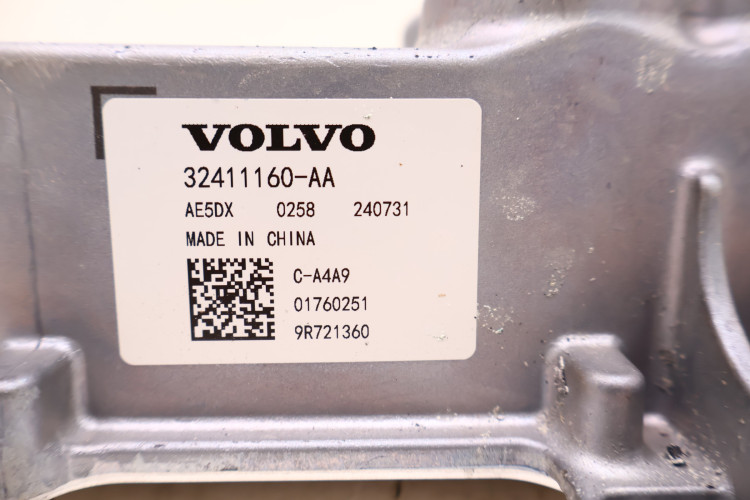 VOLVO
32411160-AA
AE5DX 0258 240731
MADE IN CHINA
C-A4A9
01760251
9R721360